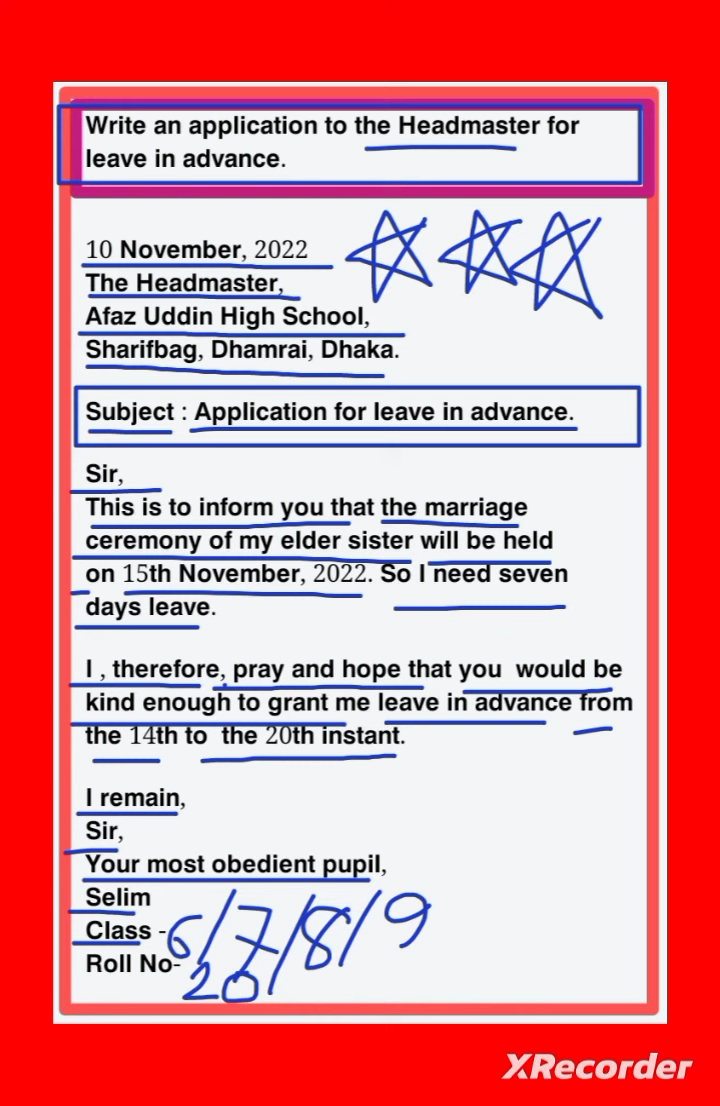 Write an application to the Headmaster for
leave in advance.
10 November, 2022
The Headmaster,
Afaz Uddin High School,
Sharifbag, Dhamrai, Dhaka.
Subject : Application for leave in advance.
Sir,
This is to inform you that the marriage
ceremony of my elder sister will be held
on 15th November, 2022. So I need seven
days leave.
I , therefore, pray and hope that you would be
kind enough to grant me leave in advance from
the 14th to the 20th instant.
I remain,
Sir,
Your most obedient pupil,
Selim
Class - 6/7/8/9
Roll No- 20
XRecorder